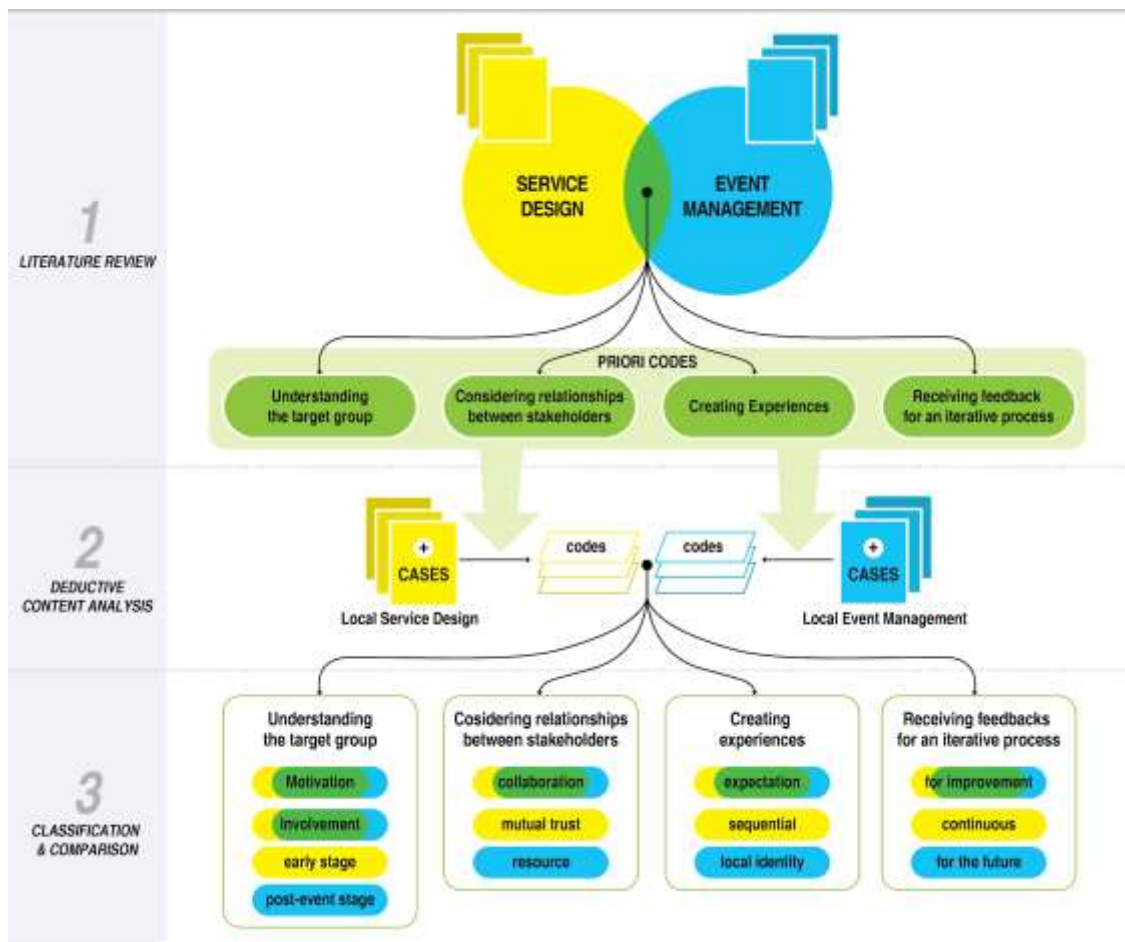 SERVICE
DESIGN
EVENT
MANAGEMENT
1
LITERATURE REVIEW
PRIORI CODES
Understanding
the target group
Considering relationships
between stakeholders
Creating Experiences
Receiving feedback
for an iterative process
2
DEDUCTIVE
CONTENT ANALYSIS
+
CASES
Local Service Design
codes
codes
+
CASES
Local Event Management
3
CLASSIFICATION
& COMPARISON
Understanding
the target group
Motivation
Involvement
early stage
post-event stage
Cosidering relationships
between stakeholders
collaboration
mutual trust
resource
Creating
experiences
expectation
sequential
local identity
Receiving feedbacks
for an iterative process
for improvement
continuous
for the future